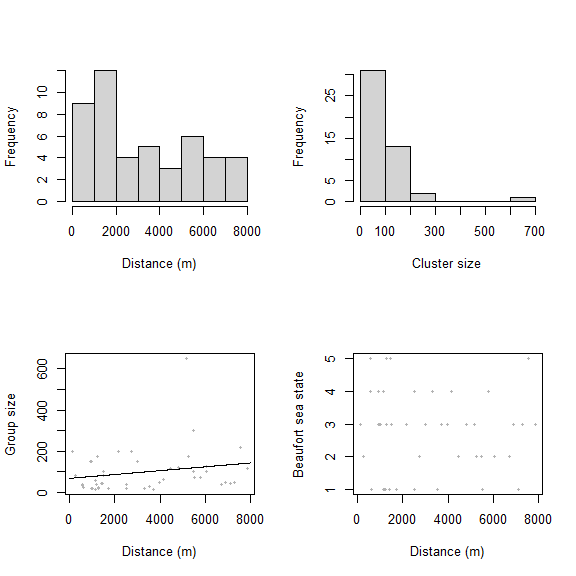 Frequency
0 2 4 6 8 10
0 2000 4000 6000 8000
Distance (m)
Frequency
0 5 15 25
0 100 300 500 700
Cluster size
Group size
0 200 400 600
0 2000 4000 6000 8000
Distance (m)
Beaufort sea state
1 2 3 4 5
0 2000 4000 6000 8000
Distance (m)